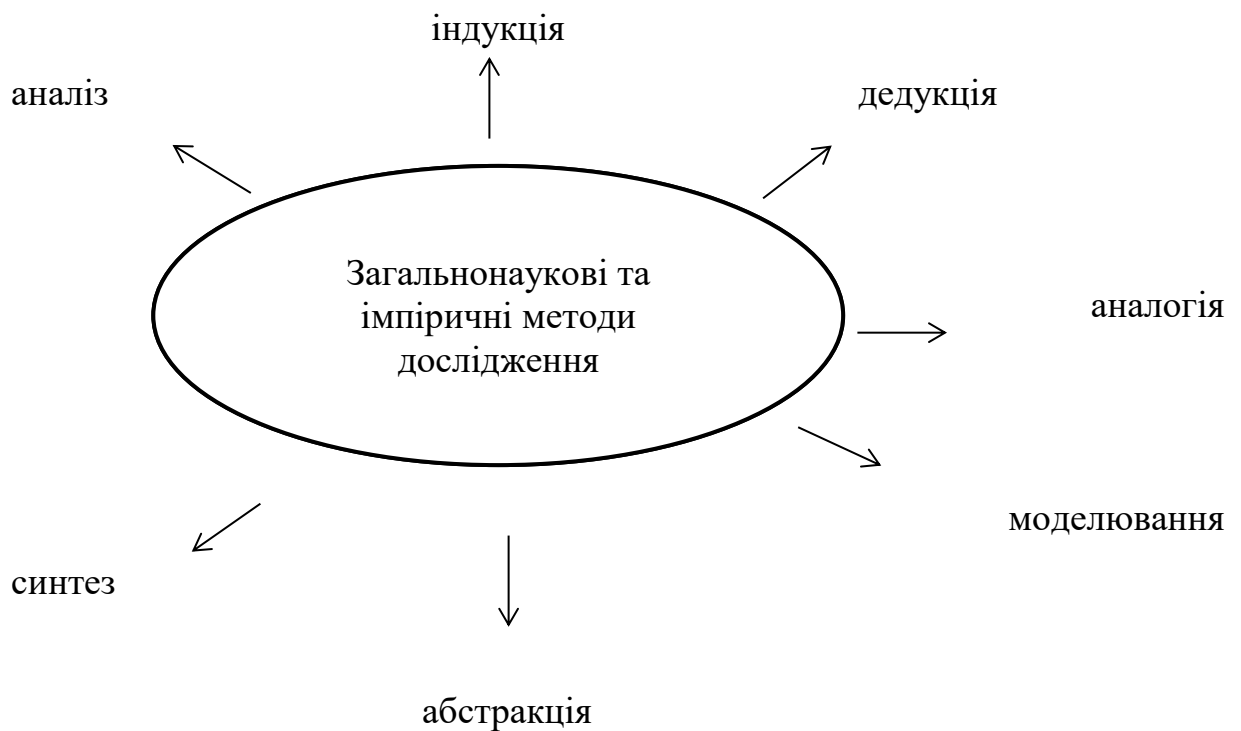 індукція
аналіз
дедукція
Загальнонаукові та
імпіричні методи
дослідження
аналогія
моделювання
синтез
абстракція